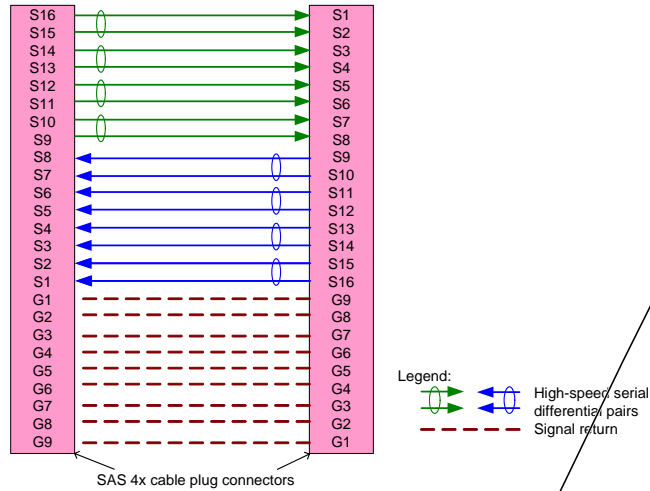 S16 S1
S15 S2
S14 S3
S13 S4
S12 S5
S11 S6
S10 S7
S9 S8
S8 S9
S7 S10
S6 S11
S5 S12
S4 S13
S3 S14
S2 S15
S1 S16
G1 G9
G2 G8
G3 G7
G4 G6
G5 G5
G6 G4
G7 G3
G8 G2
G9 G1
SAS 4x cable plug connectors
Legend:
High-speed serial
differential pairs
Signal return